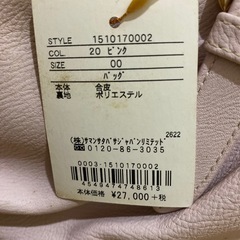 STYLE 1510170002
COL. 20 ピンク
SIZE 00
バッグ
本体 合皮
裏地 ポリエステル
(株)サマンサタバサジャパンリミテッド
2622
0120-86-3035
0003-1510170002
4549474748613
本体価格 ¥27,000+税